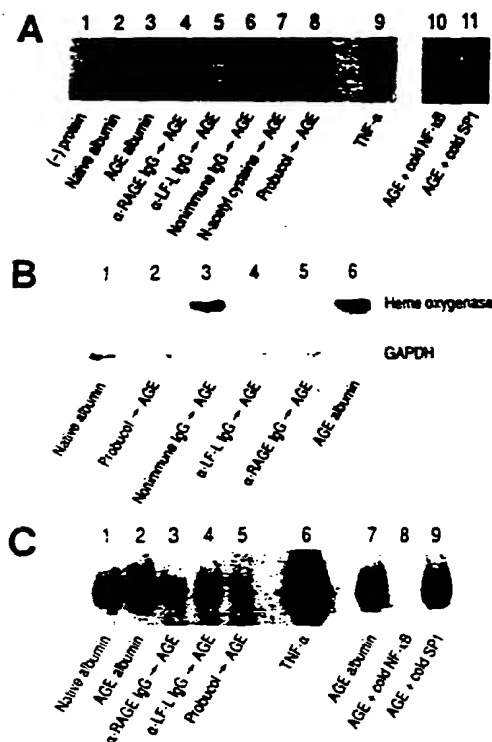 A
1 2 3 4 5 6 7 8 9 10 11
(−) protein
Native albumin
AGE albumin
α-RAGE IgG → AGE
α-LF-L IgG → AGE
Nonimmune IgG → AGE
N-acetyl cysteine → AGE
Probucol → AGE
TNF-α
AGE + cold NF-κB
AGE + cold SP1
B
1 2 3 4 5 6
Heme oxygenase
GAPDH
Native albumin
Probucol → AGE
Nonimmune IgG → AGE
α-LF-L IgG → AGE
α-RAGE IgG → AGE
AGE albumin
C
1 2 3 4 5 6 7 8 9
Native albumin
AGE albumin
α-RAGE IgG → AGE
α-LF-L IgG → AGE
Probucol → AGE
TNF-α
AGE albumin
AGE + cold NF-κB
AGE + cold SP1